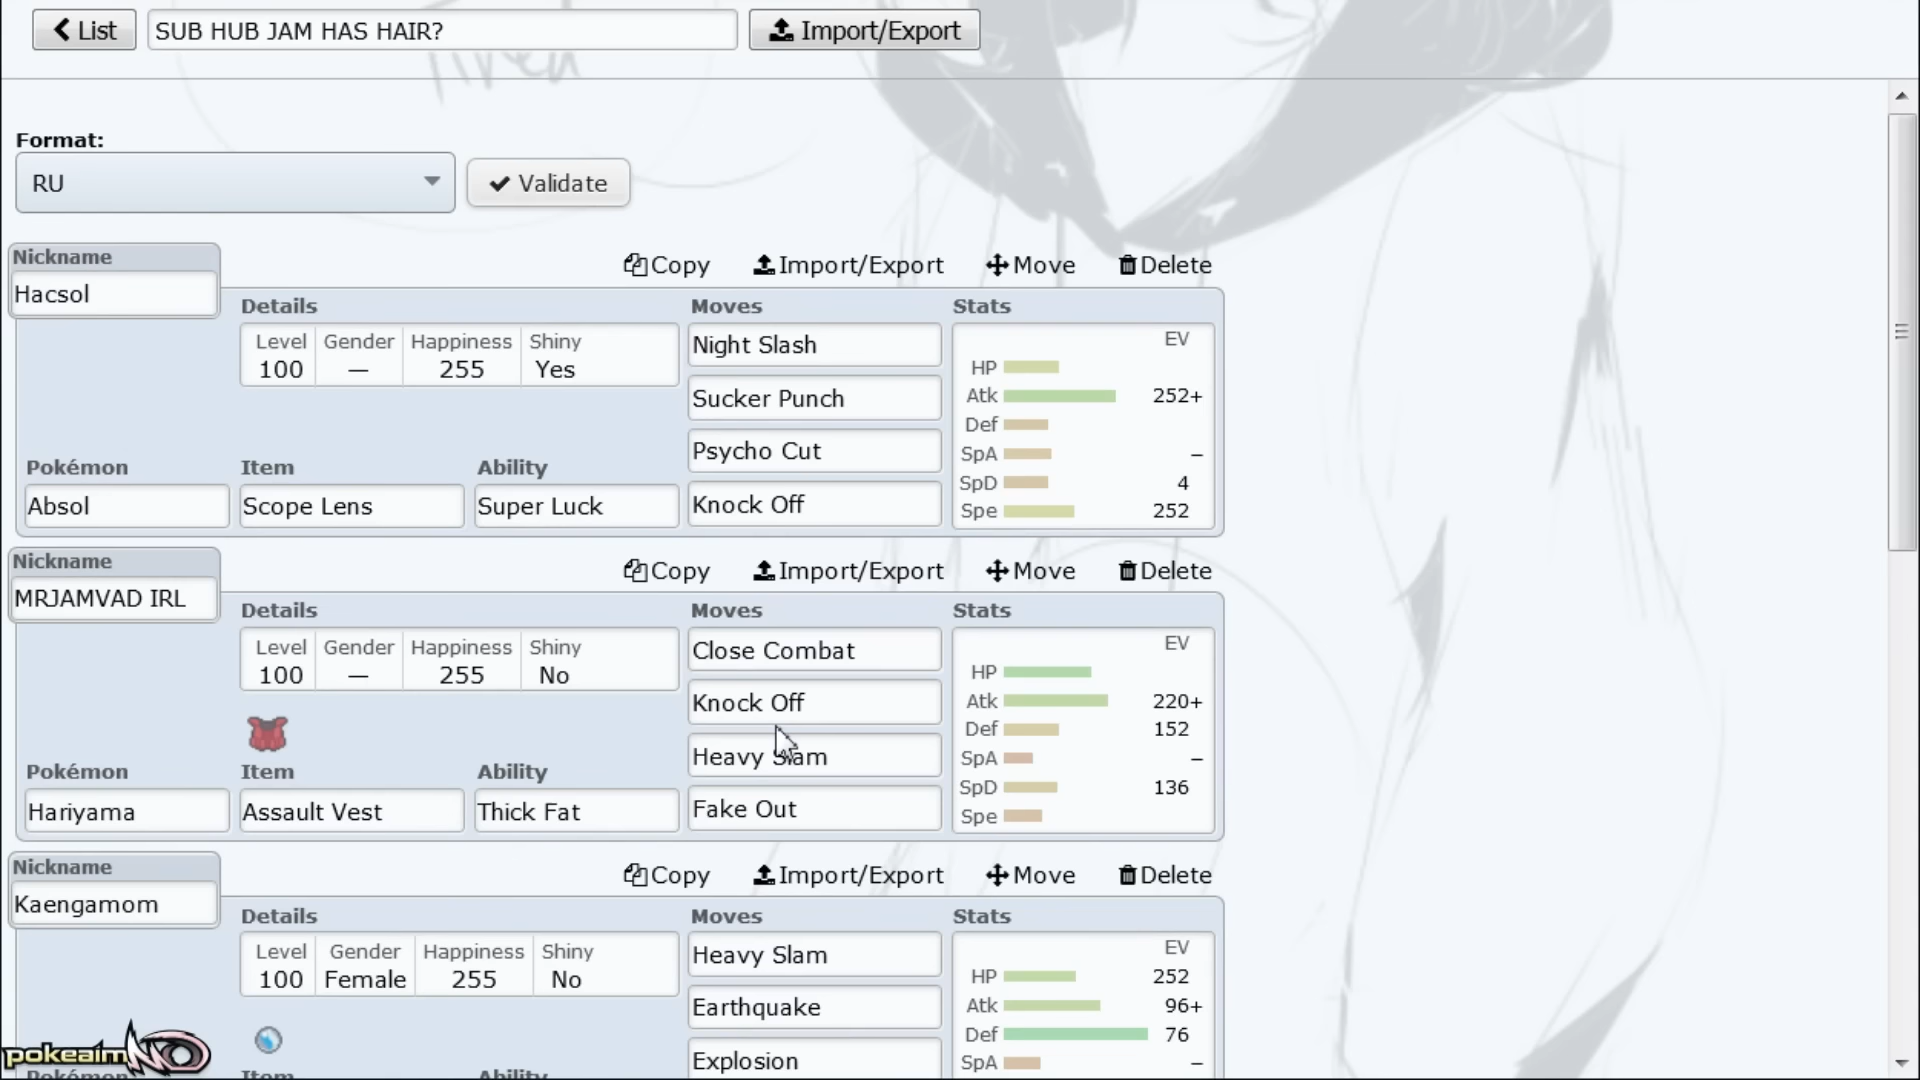 List
SUB HUB JAM HAS HAIR?
Import/Export
Format:
RU
Validate
Nickname
Hacsol
Copy Import/Export Move Delete
Details
Level Gender Happiness Shiny
100 — 255 Yes
Pokémon Item Ability
Absol Scope Lens Super Luck
Moves
Night Slash
Sucker Punch
Psycho Cut
Knock Off
Stats
EV
HP
Atk 252+
Def
SpA –
SpD 4
Spe 252
Nickname
MRJAMVAD IRL
Copy Import/Export Move Delete
Details
Level Gender Happiness Shiny
100 — 255 No
Pokémon Item Ability
Hariyama Assault Vest Thick Fat
Moves
Close Combat
Knock Off
Heavy Slam
Fake Out
Stats
EV
HP
Atk 220+
Def 152
SpA –
SpD 136
Spe
Nickname
Kaengamom
Copy Import/Export Move Delete
Details
Level Gender Happiness Shiny
100 Female 255 No
Pokémon Item Ability
Moves
Heavy Slam
Earthquake
Explosion
Stats
EV
HP 252
Atk 96+
Def 76
SpA –
pokeaimMD